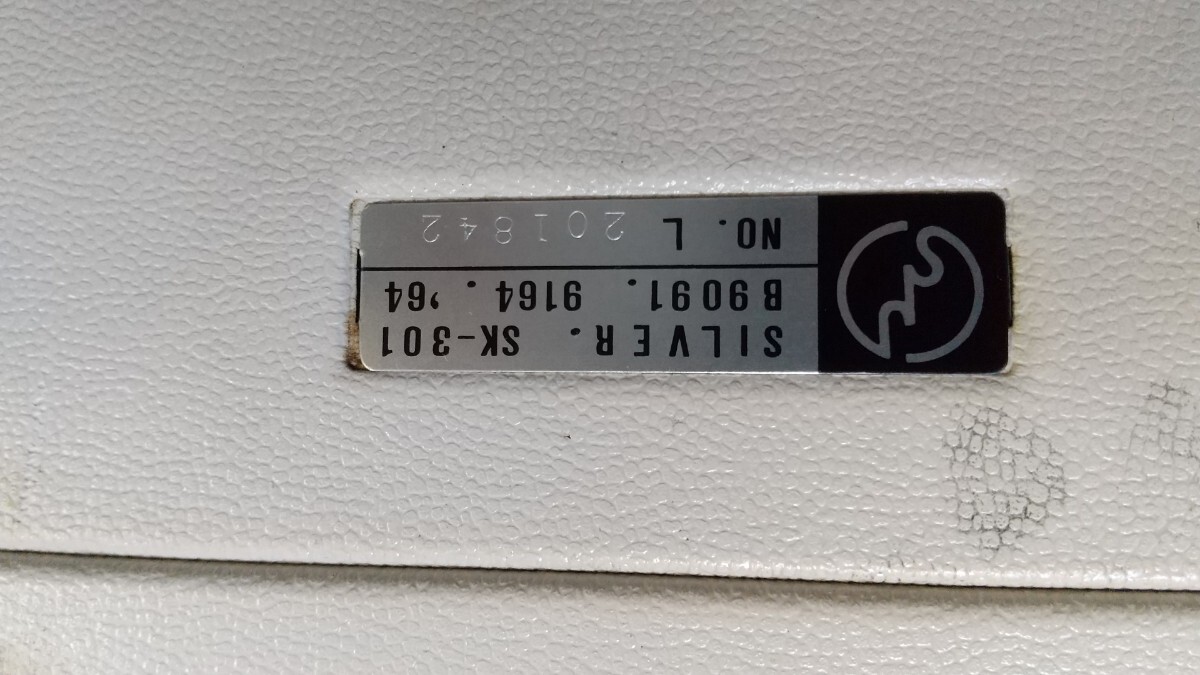 SILVER. SK-301
B9091. 9164. '64
NO. L 201842